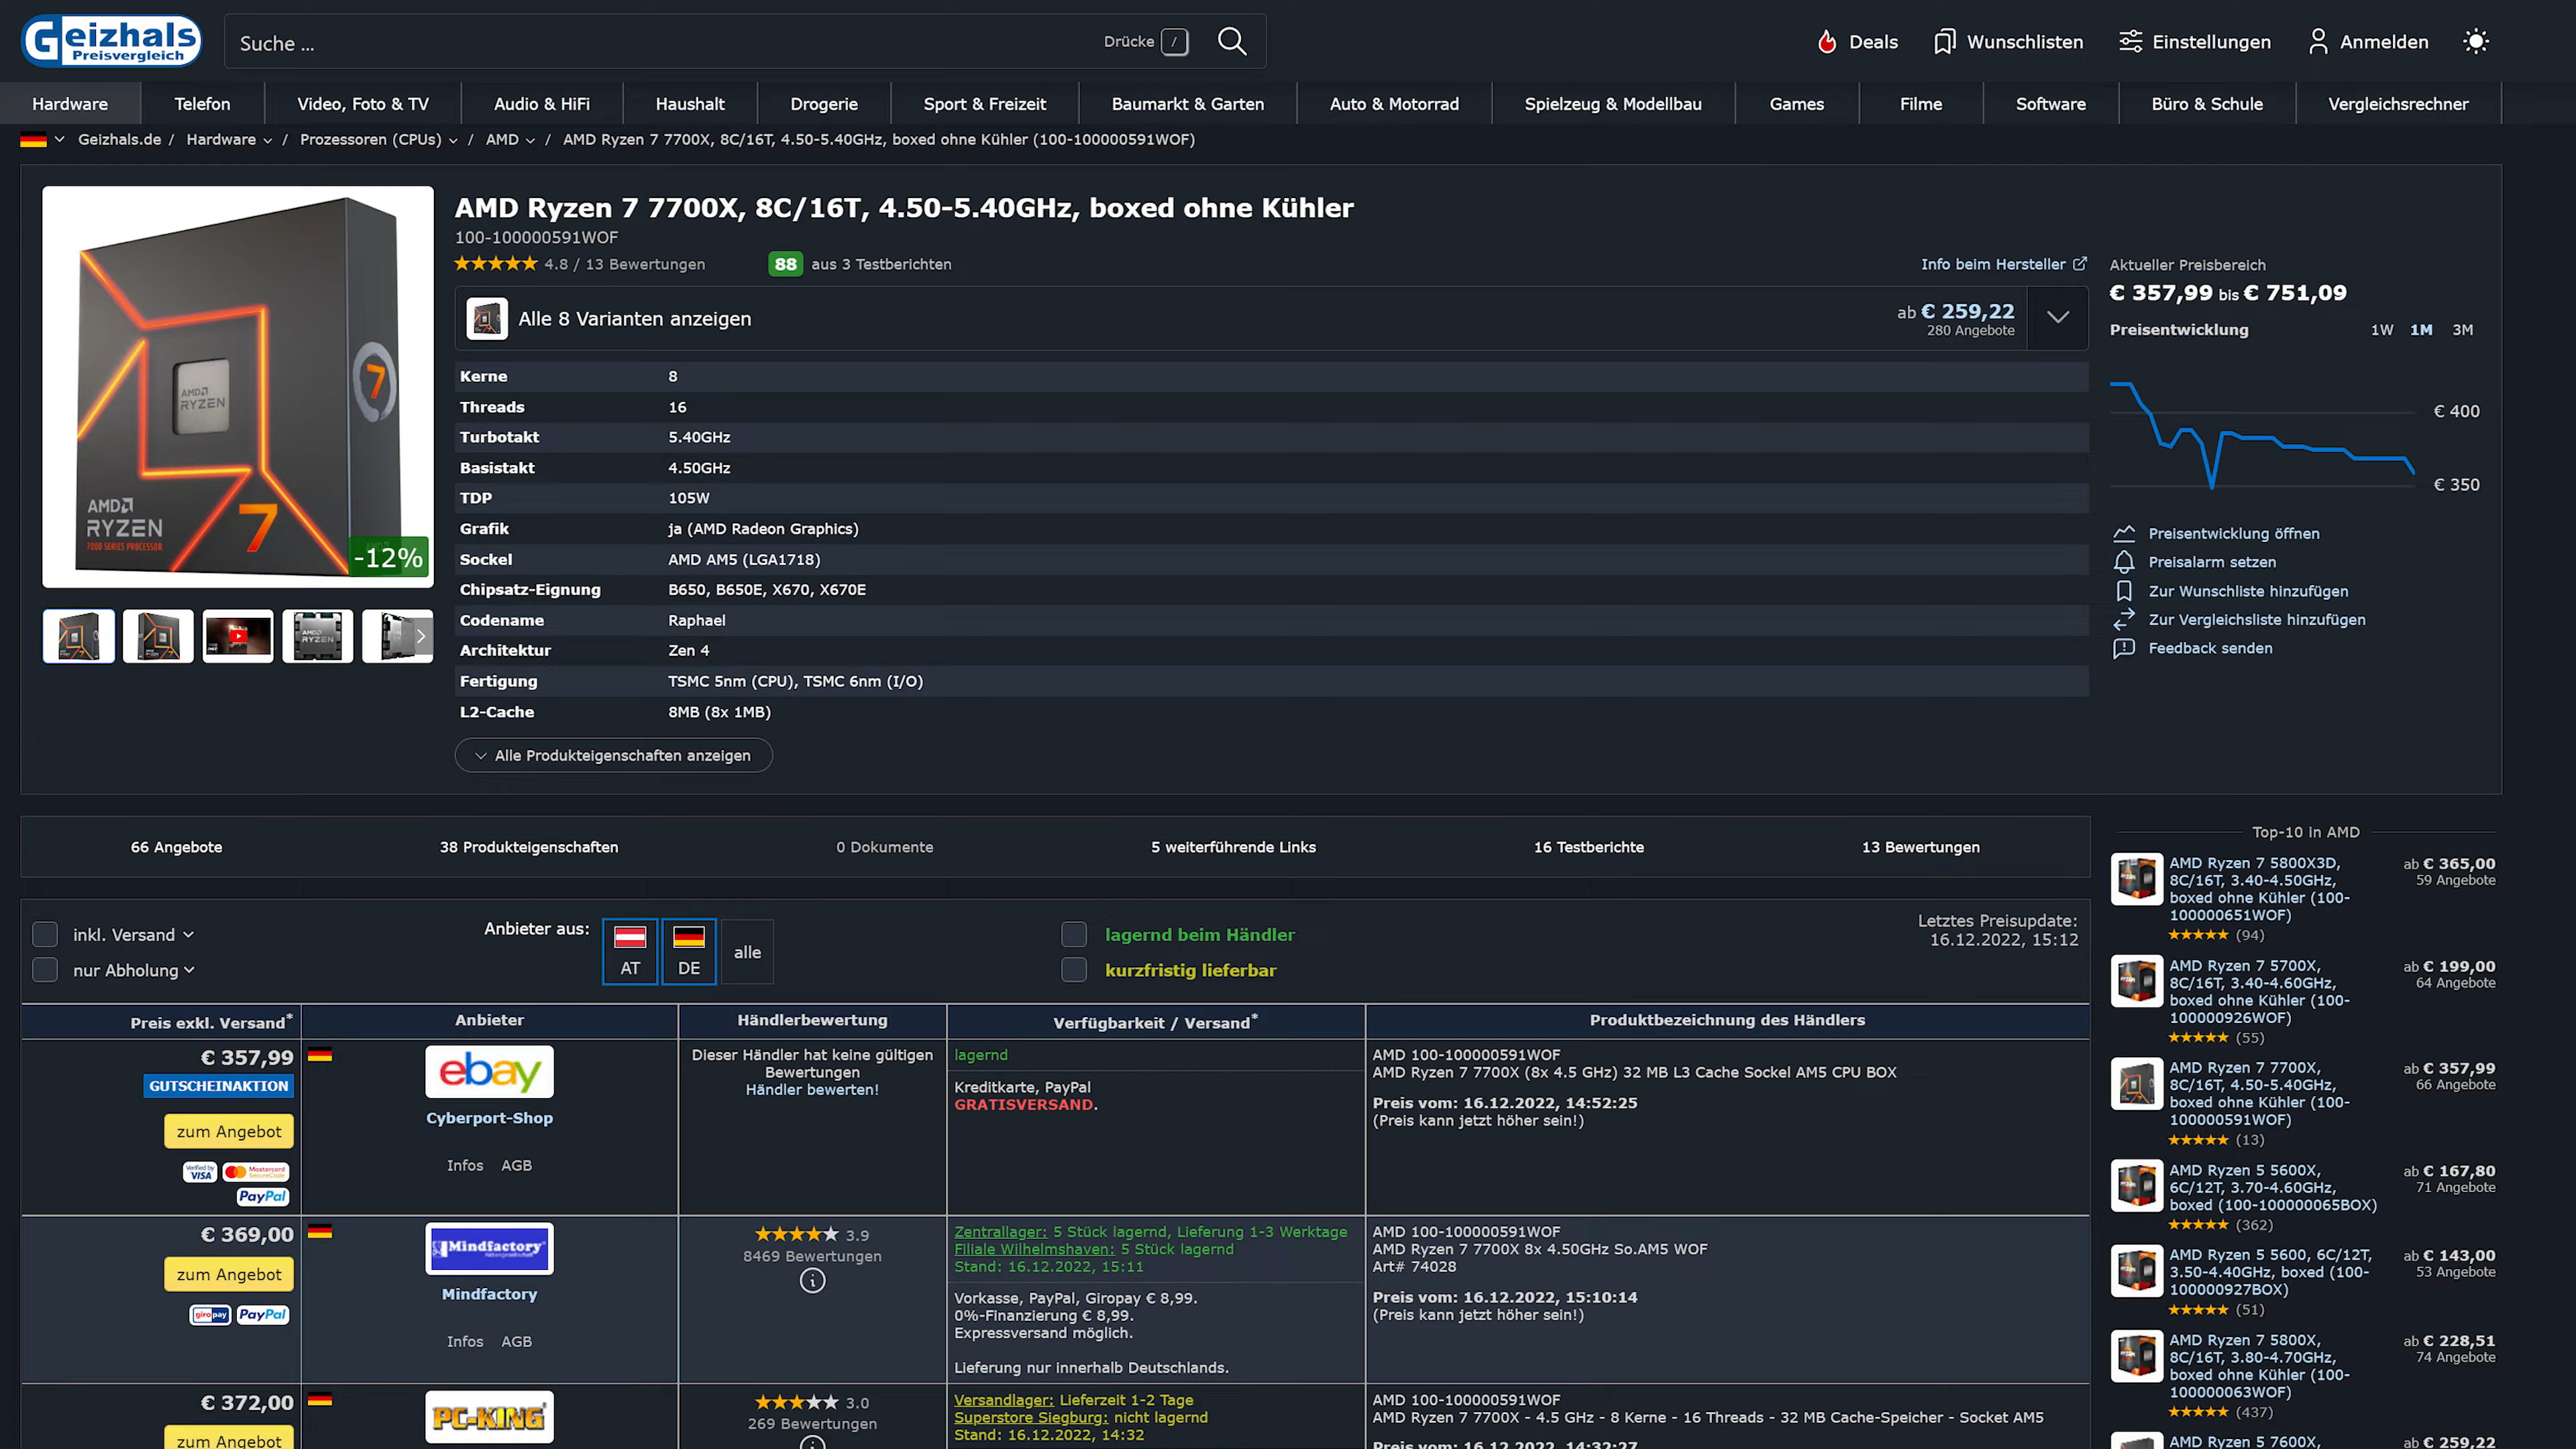 Geizhals
Preisvergleich
Suche ...
Drücke /
Deals
Wunschlisten
Einstellungen
Anmelden
Hardware
Telefon
Video, Foto & TV
Audio & HiFi
Haushalt
Drogerie
Sport & Freizeit
Baumarkt & Garten
Auto & Motorrad
Spielzeug & Modellbau
Games
Filme
Software
Büro & Schule
Vergleichsrechner
Geizhals.de / Hardware / Prozessoren (CPUs) / AMD / AMD Ryzen 7 7700X, 8C/16T, 4.50-5.40GHz, boxed ohne Kühler (100-100000591WOF)
AMD
RYZEN
7
AMD
RYZEN
7000 SERIES PROCESSOR
7
-12%
AMD Ryzen 7 7700X, 8C/16T, 4.50-5.40GHz, boxed ohne Kühler
100-100000591WOF
4.8 / 13 Bewertungen
88 aus 3 Testberichten
Info beim Hersteller
Alle 8 Varianten anzeigen
ab € 259,22
280 Angebote
Kerne 8
Threads 16
Turbotakt 5.40GHz
Basistakt 4.50GHz
TDP 105W
Grafik ja (AMD Radeon Graphics)
Sockel AMD AM5 (LGA1718)
Chipsatz-Eignung B650, B650E, X670, X670E
Codename Raphael
Architektur Zen 4
Fertigung TSMC 5nm (CPU), TSMC 6nm (I/O)
L2-Cache 8MB (8x 1MB)
Alle Produkteigenschaften anzeigen
Aktueller Preisbereich
€ 357,99 bis € 751,09
Preisentwicklung 1W 1M 3M
€ 400
€ 350
Preisentwicklung öffnen
Preisalarm setzen
Zur Wunschliste hinzufügen
Zur Vergleichsliste hinzufügen
Feedback senden
66 Angebote
38 Produkteigenschaften
0 Dokumente
5 weiterführende Links
16 Testberichte
13 Bewertungen
inkl. Versand
nur Abholung
Anbieter aus:
AT
DE
alle
lagernd beim Händler
kurzfristig lieferbar
Letztes Preisupdate:
16.12.2022, 15:12
Preis exkl. Versand*
Anbieter
Händlerbewertung
Verfügbarkeit / Versand*
Produktbezeichnung des Händlers
€ 357,99
GUTSCHEINAKTION
zum Angebot
Verified by
VISA
Mastercard
SecureCode
PayPal
ebay
Cyberport-Shop
Infos AGB
Dieser Händler hat keine gültigen
Bewertungen
Händler bewerten!
lagernd
Kreditkarte, PayPal
GRATISVERSAND.
AMD 100-100000591WOF
AMD Ryzen 7 7700X (8x 4.5 GHz) 32 MB L3 Cache Sockel AM5 CPU BOX
Preis vom: 16.12.2022, 14:52:25
(Preis kann jetzt höher sein!)
€ 369,00
zum Angebot
giropay
PayPal
Mindfactory
Mindfactory
Infos AGB
3.9
8469 Bewertungen
Zentrallager: 5 Stück lagernd, Lieferung 1-3 Werktage
Filiale Wilhelmshaven: 5 Stück lagernd
Stand: 16.12.2022, 15:11
Vorkasse, PayPal, Giropay € 8,99.
0%-Finanzierung € 8,99.
Expressversand möglich.
Lieferung nur innerhalb Deutschlands.
AMD 100-100000591WOF
AMD Ryzen 7 7700X 8x 4.50GHz So.AM5 WOF
Art# 74028
Preis vom: 16.12.2022, 15:10:14
(Preis kann jetzt höher sein!)
€ 372,00
zum Angebot
PC-KING
3.0
269 Bewertungen
Versandlager: Lieferzeit 1-2 Tage
Superstore Siegburg: nicht lagernd
Stand: 16.12.2022, 14:32
AMD 100-100000591WOF
AMD Ryzen 7 7700X - 4.5 GHz - 8 Kerne - 16 Threads - 32 MB Cache-Speicher - Socket AM5
Preis vom: 16.12.2022, 14:32:27
Top-10 in AMD
AMD Ryzen 7 5800X3D,
8C/16T, 3.40-4.50GHz,
boxed ohne Kühler (100-
100000651WOF)
(94)
ab € 365,00
59 Angebote
AMD Ryzen 7 5700X,
8C/16T, 3.40-4.60GHz,
boxed ohne Kühler (100-
100000926WOF)
(55)
ab € 199,00
64 Angebote
AMD Ryzen 7 7700X,
8C/16T, 4.50-5.40GHz,
boxed ohne Kühler (100-
100000591WOF)
(13)
ab € 357,99
66 Angebote
AMD Ryzen 5 5600X,
6C/12T, 3.70-4.60GHz,
boxed (100-100000065BOX)
(362)
ab € 167,80
71 Angebote
AMD Ryzen 5 5600, 6C/12T,
3.50-4.40GHz, boxed (100-
100000927BOX)
(51)
ab € 143,00
53 Angebote
AMD Ryzen 7 5800X,
8C/16T, 3.80-4.70GHz,
boxed ohne Kühler (100-
100000063WOF)
(437)
ab € 228,51
74 Angebote
AMD Ryzen 5 7600X,
ab € 259,22